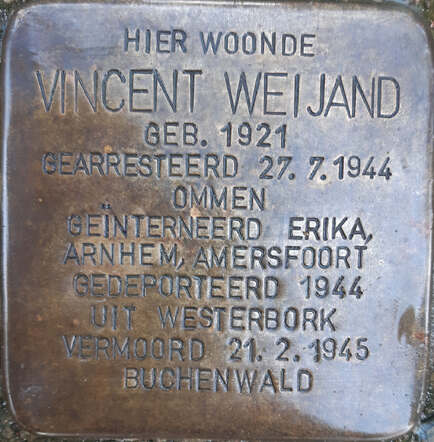 HIER WOONDE
VINCENT WEIJAND
GEB. 1921
GEARRESTEERD 27.7.1944
OMMEN
GEÏNTERNEERD ERIKA,
ARNHEM, AMERSFOORT
GEDEPORTEERD 1944
UIT WESTERBORK
VERMOORD 21.2.1945
BUCHENWALD